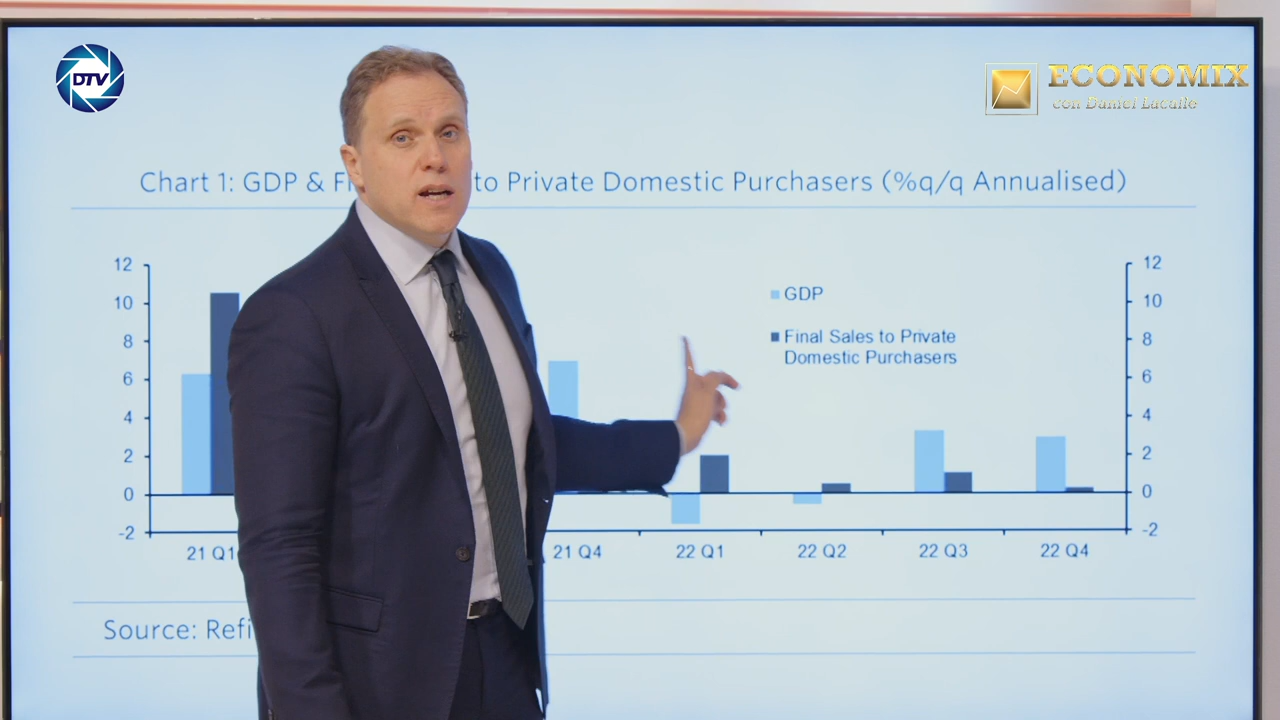 DTV
ECONOMIX
con Daniel Lacalle
Chart 1: GDP & Fi to Private Domestic Purchasers (%q/q Annualised)
12 12
10 10
8 8
6 6
4 4
2 2
0 0
-2 -2
GDP
Final Sales to Private
Domestic Purchasers
21 Q1 21 Q4 22 Q1 22 Q2 22 Q3 22 Q4
Source: Refi